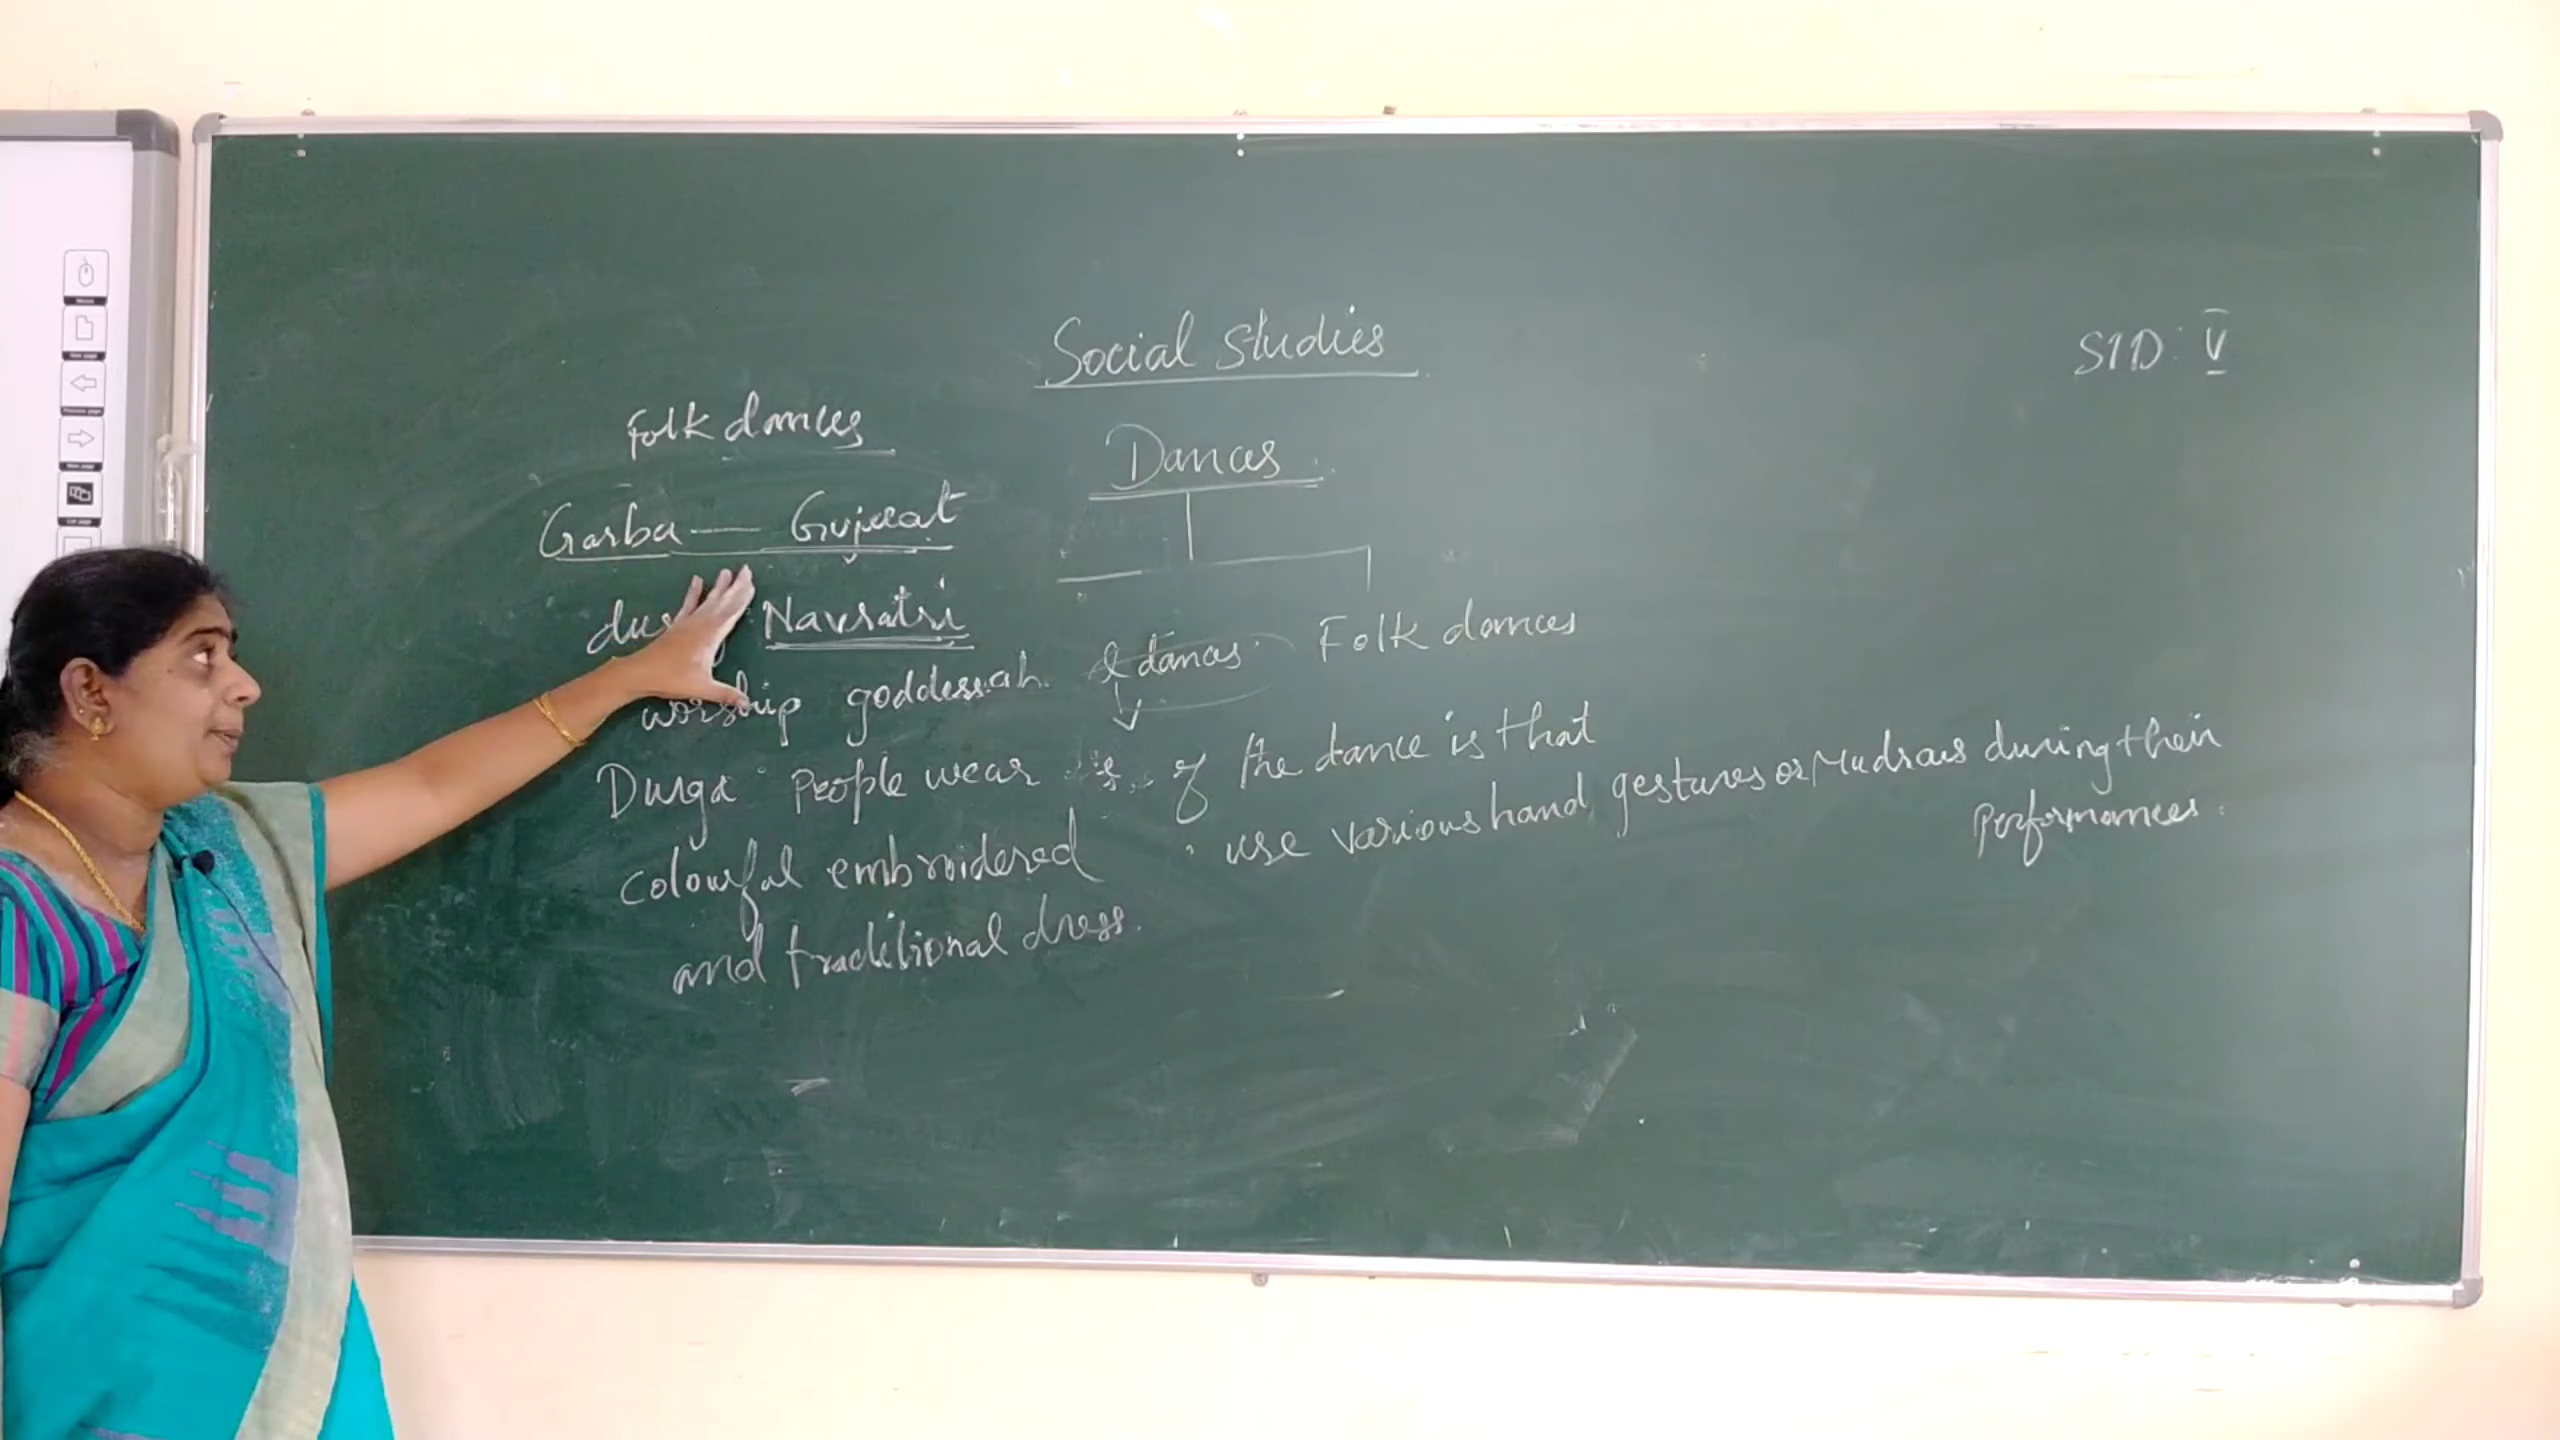 Social Studies
STD: V
Folk dances
Dances
Garba — Gujarat
Navratri
worship goddess
dances
Folk dances
Durga People wear
of the dance is that
colourful embroidered
use various hand gestures or Mudras during their
performances.
and traditional dress.